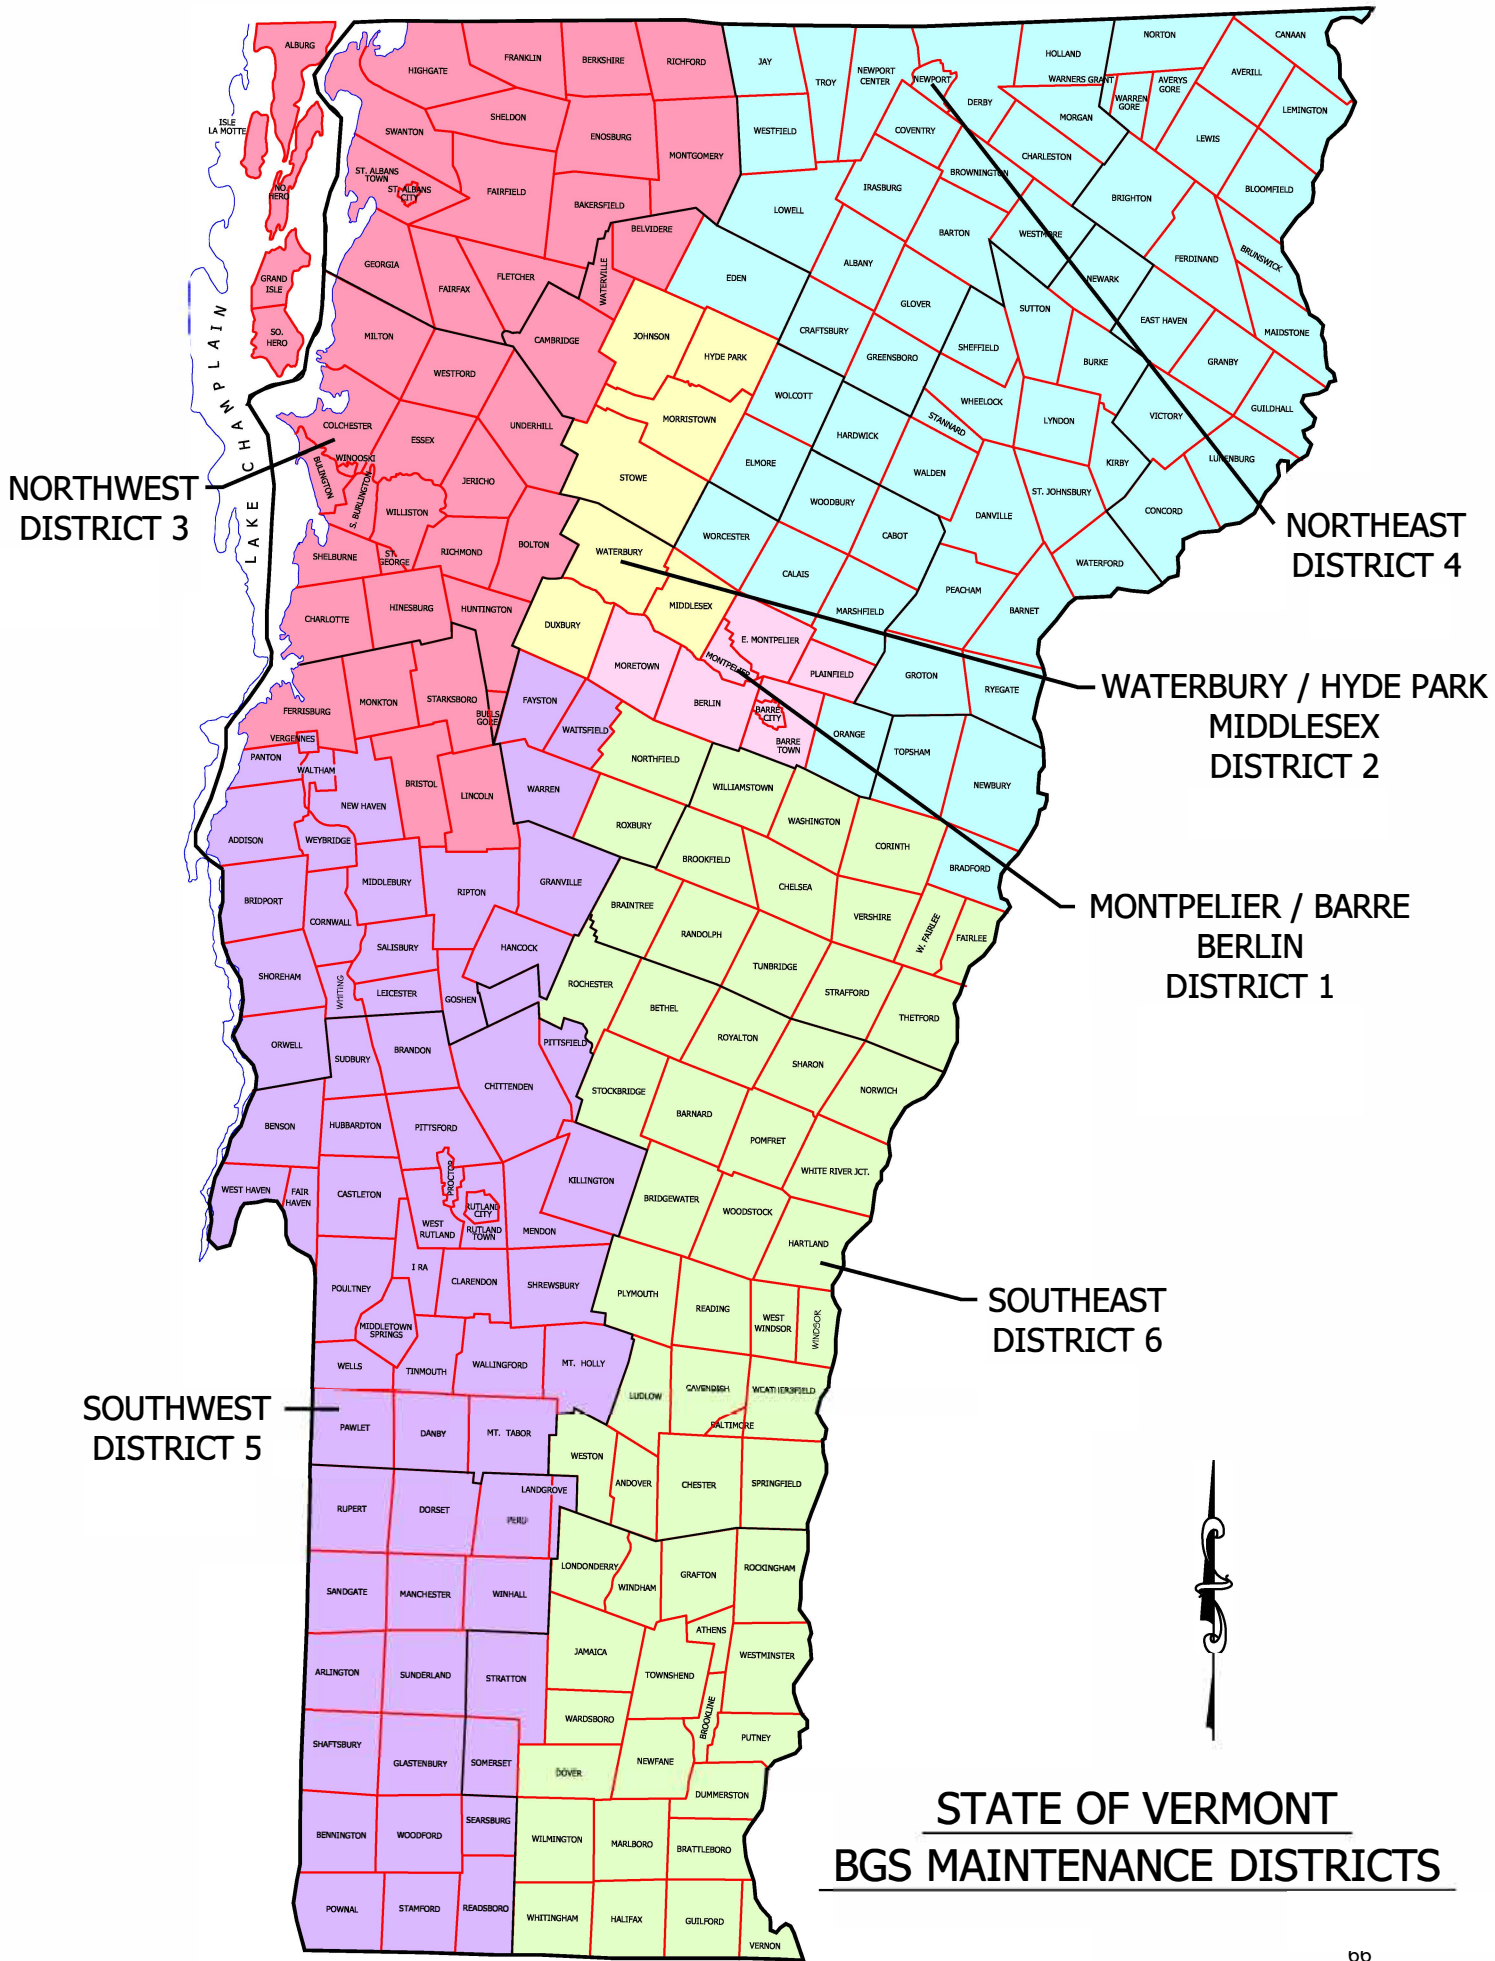 ALBURG
ISLE
LA MOTTE
NO.
HERO
GRAND
ISLE
SO.
HERO
HIGHGATE
FRANKLIN
BERKSHIRE
RICHFORD
SWANTON
SHELDON
ENOSBURG
MONTGOMERY
ST. ALBANS
TOWN
ST. ALBANS
CITY
FAIRFIELD
BAKERSFIELD
BELVIDERE
WATERVILLE
GEORGIA
FAIRFAX
FLETCHER
CAMBRIDGE
MILTON
WESTFORD
UNDERHILL
COLCHESTER
ESSEX
WINOOSKI
BULINGTON
S. BURLINGTON
WILLISTON
JERICHO
SHELBURNE
ST.
GEORGE
RICHMOND
BOLTON
CHARLOTTE
HINESBURG
HUNTINGTON
FERRISBURG
MONKTON
STARKSBORO
BUELS
GORE
VERGENNES
BRISTOL
LINCOLN
LAKE CHAMPLAIN
NORTHWEST
DISTRICT 3
JAY
TROY
NEWPORT
CENTER
NEWPORT
DERBY
HOLLAND
NORTON
CANAAN
WARNERS GRANT
WARREN
GORE
AVERYS
GORE
AVERILL
LEMINGTON
WESTFIELD
COVENTRY
MORGAN
LEWIS
CHARLESTON
BROWNINGTON
IRASBURG
BRIGHTON
BLOOMFIELD
LOWELL
BARTON
WESTMORE
FERDINAND
BRUNSWICK
EDEN
ALBANY
GLOVER
NEWARK
SUTTON
EAST HAVEN
MAIDSTONE
CRAFTSBURY
GREENSBORO
SHEFFIELD
BURKE
GRANBY
WOLCOTT
STANNARD
WHEELOCK
LYNDON
VICTORY
GUILDHALL
HARDWICK
ELMORE
WALDEN
KIRBY
LUNENBURG
WOODBURY
ST. JOHNSBURY
CONCORD
DANVILLE
WORCESTER
CABOT
WATERFORD
CALAIS
PEACHAM
MARSHFIELD
BARNET
GROTON
RYEGATE
ORANGE
TOPSHAM
NEWBURY
BRADFORD
NORTHEAST
DISTRICT 4
JOHNSON
HYDE PARK
MORRISTOWN
STOWE
WATERBURY
MIDDLESEX
DUXBURY
WATERBURY / HYDE PARK
MIDDLESEX
DISTRICT 2
E. MONTPELIER
MORETOWN
MONTPELIER
PLAINFIELD
BERLIN
BARRE
CITY
BARRE
TOWN
MONTPELIER / BARRE
BERLIN
DISTRICT 1
FAYSTON
WAITSFIELD
WARREN
PANTON
WALTHAM
NEW HAVEN
ADDISON
WEYBRIDGE
MIDDLEBURY
RIPTON
GRANVILLE
BRIDPORT
CORNWALL
SALISBURY
HANCOCK
SHOREHAM
WHITING
LEICESTER
GOSHEN
ORWELL
SUDBURY
BRANDON
PITTSFIELD
CHITTENDEN
BENSON
HUBBARDTON
PITTSFORD
WEST HAVEN
FAIR
HAVEN
CASTLETON
PROCTOR
RUTLAND
CITY
WEST
RUTLAND
RUTLAND
TOWN
MENDON
KILLINGTON
POULTNEY
I RA
CLARENDON
SHREWSBURY
MIDDLETOWN
SPRINGS
WELLS
TINMOUTH
WALLINGFORD
MT. HOLLY
PAWLET
DANBY
MT. TABOR
LANDGROVE
RUPERT
DORSET
PERU
SANDGATE
MANCHESTER
WINHALL
ARLINGTON
SUNDERLAND
STRATTON
SHAFTSBURY
GLASTENBURY
SOMERSET
BENNINGTON
WOODFORD
SEARSBURG
POWNAL
STAMFORD
READSBORO
SOUTHWEST
DISTRICT 5
NORTHFIELD
WILLIAMSTOWN
WASHINGTON
ROXBURY
BROOKFIELD
CORINTH
CHELSEA
BRAINTREE
RANDOLPH
VERSHIRE
W. FAIRLEE
FAIRLEE
TUNBRIDGE
ROCHESTER
BETHEL
STRAFFORD
THETFORD
ROYALTON
SHARON
NORWICH
STOCKBRIDGE
BARNARD
POMFRET
WHITE RIVER JCT.
BRIDGEWATER
WOODSTOCK
HARTLAND
PLYMOUTH
READING
WEST
WINDSOR
WINDSOR
LUDLOW
CAVENDISH
WEATHERSFIELD
BALTIMORE
WESTON
ANDOVER
CHESTER
SPRINGFIELD
LONDONDERRY
WINDHAM
GRAFTON
ROCKINGHAM
JAMAICA
ATHENS
TOWNSHEND
WESTMINSTER
WARDSBORO
BROOKLINE
PUTNEY
DOVER
NEWFANE
DUMMERSTON
WILMINGTON
MARLBORO
BRATTLEBORO
WHITINGHAM
HALIFAX
GUILFORD
VERNON
SOUTHEAST
DISTRICT 6
STATE OF VERMONT
BGS MAINTENANCE DISTRICTS